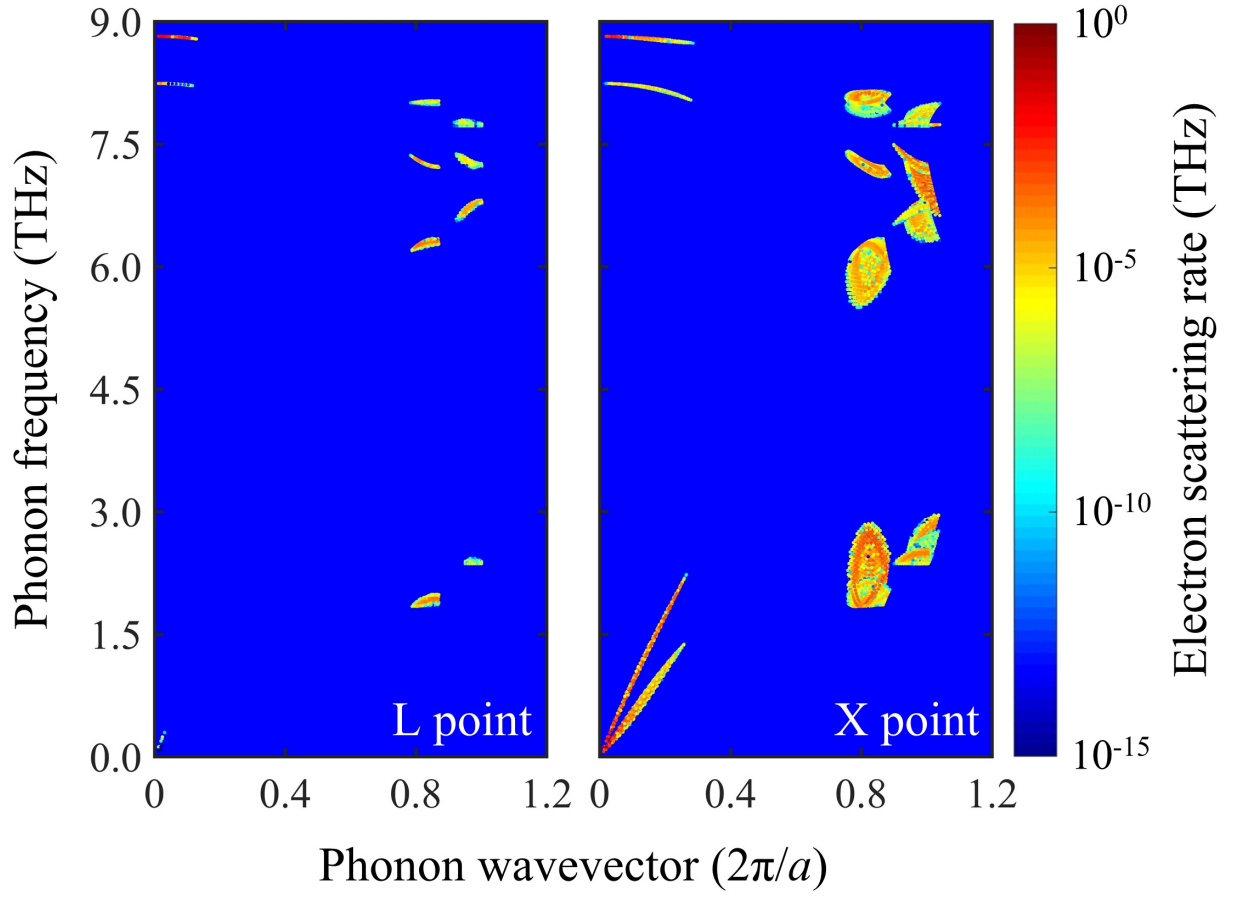 Phonon frequency (THz)
9.0
7.5
6.0
4.5
3.0
1.5
0.0
L point
X point
0 0.4 0.8 1.2 0 0.4 0.8 1.2
Phonon wavevector (2π/a)
10⁰
10⁻⁵
10⁻¹⁰
10⁻¹⁵
Electron scattering rate (THz)